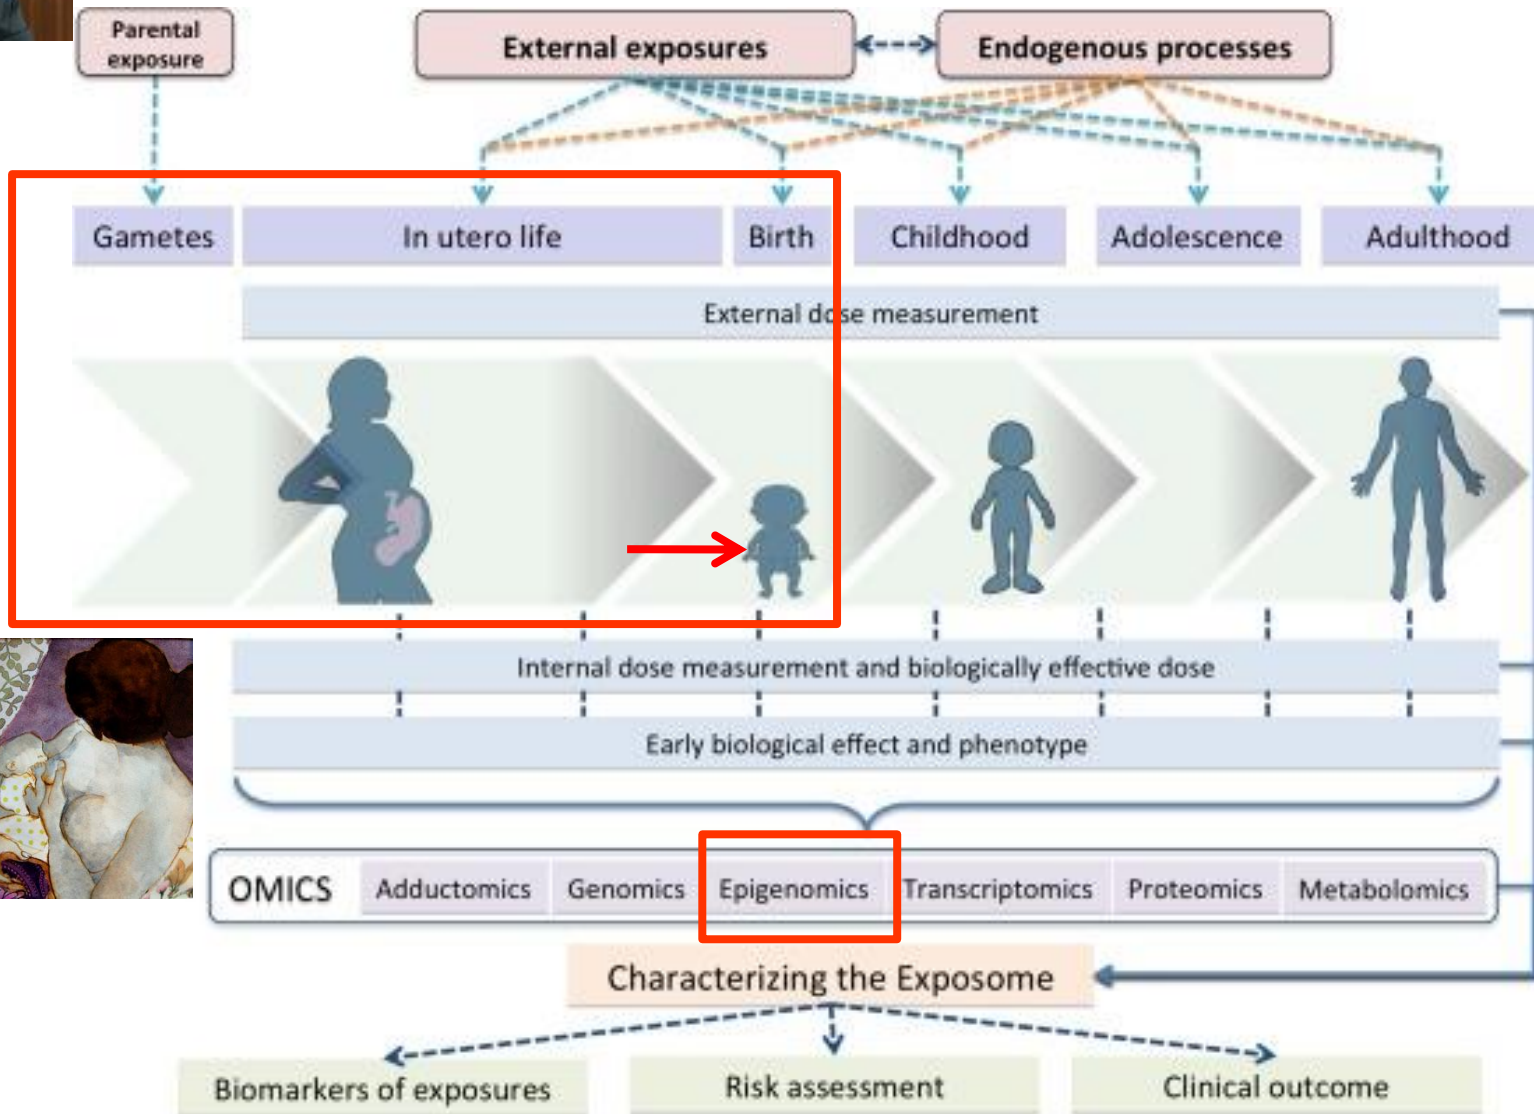 Parental
exposure
External exposures
Endogenous processes
Gametes
In utero life
Birth
Childhood
Adolescence
Adulthood
External dose measurement
Internal dose measurement and biologically effective dose
Early biological effect and phenotype
OMICS
Adductomics
Genomics
Epigenomics
Transcriptomics
Proteomics
Metabolomics
Characterizing the Exposome
Biomarkers of exposures
Risk assessment
Clinical outcome